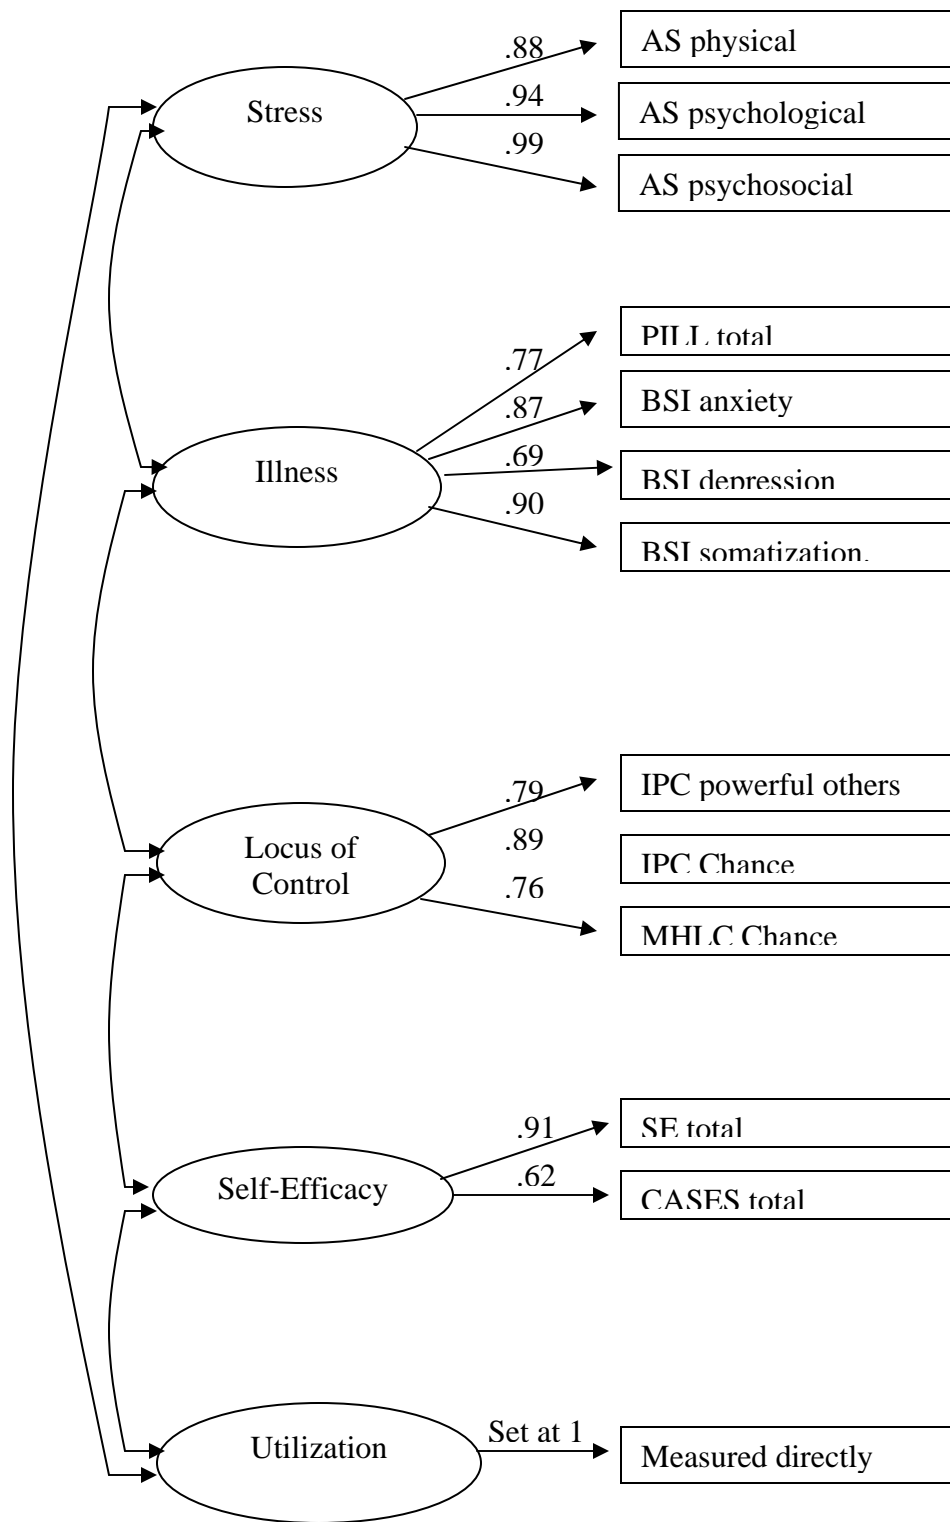 .88
AS physical
Stress
.94
AS psychological
.99
AS psychosocial
PILL total
.77
.87
BSI anxiety
Illness
.69
BSI depression
.90
BSI somatization.
.79
IPC powerful others
Locus of
Control
.89
IPC Chance
.76
MHLC Chance
.91
SE total
Self-Efficacy
.62
CASES total
Utilization
Set at 1
Measured directly